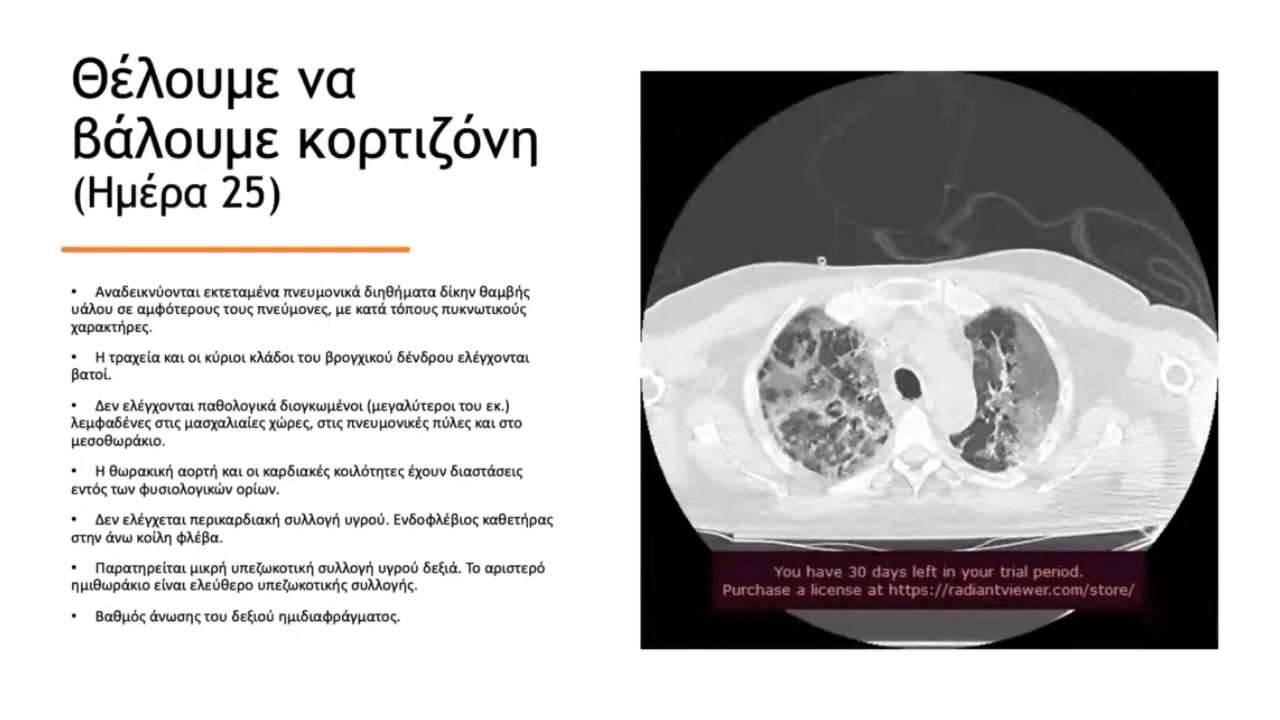 Θέλουμε να
βάλουμε κορτιζόνη
(Ημέρα 25)
• Αναδεικνύονται εκτεταμένα πνευμονικά διηθήματα δίκην θαμβής
υάλου σε αμφότερους τους πνεύμονες, με κατά τόπους πυκνωτικούς
χαρακτήρες.
• Η τραχεία και οι κύριοι κλάδοι του βρογχικού δένδρου ελέγχονται
βατοί.
• Δεν ελέγχονται παθολογικά διογκωμένοι (μεγαλύτεροι του εκ.)
λεμφαδένες στις μασχαλιαίες χώρες, στις πνευμονικές πύλες και στο
μεσοθωράκιο.
• Η θωρακική αορτή και οι καρδιακές κοιλότητες έχουν διαστάσεις
εντός των φυσιολογικών ορίων.
• Δεν ελέγχεται περικαρδιακή συλλογή υγρού. Ενδοφλέβιος καθετήρας
στην άνω κοίλη φλέβα.
• Παρατηρείται μικρή υπεζωκοτική συλλογή υγρού δεξιά. Το αριστερό
ημιθωράκιο είναι ελεύθερο υπεζωκοτικής συλλογής.
• Βαθμός άνωσης του δεξιού ημιδιαφράγματος.
You have 30 days left in your trial period.
Purchase a license at https://radiantviewer.com/store/